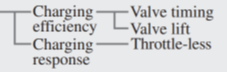 Charging efficiency
Valve timing
Valve lift
Charging response
Throttle-less